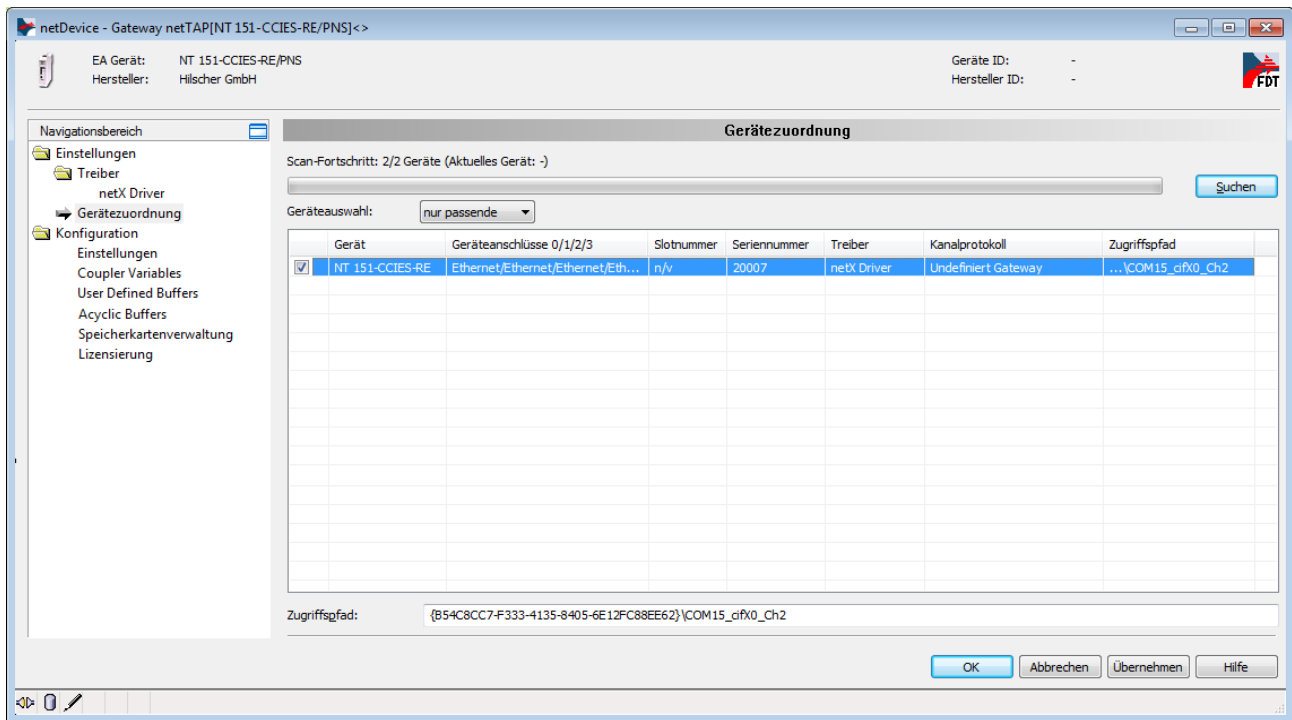 netDevice - Gateway netTAP[NT 151-CCIES-RE/PNS]<>
EA Gerät: NT 151-CCIES-RE/PNS Geräte ID: -
Hersteller: Hilscher GmbH Hersteller ID: -
FDT
Navigationsbereich
Einstellungen
Treiber
netX Driver
Gerätezuordnung
Konfiguration
Einstellungen
Coupler Variables
User Defined Buffers
Acyclic Buffers
Speicherkartenverwaltung
Lizensierung
Gerätezuordnung
Scan-Fortschritt: 2/2 Geräte (Aktuelles Gerät: -)
Suchen
Geräteauswahl: nur passende
Gerät Geräteanschlüsse 0/1/2/3 Slotnummer Seriennummer Treiber Kanalprotokoll Zugriffspfad
NT 151-CCIES-RE Ethernet/Ethernet/Ethernet/Eth... n/v 20007 netX Driver Undefiniert Gateway ...\COM15_cifX0_Ch2
Zugriffspfad: {B54C8CC7-F333-4135-8405-6E12FC88EE62}\COM15_cifX0_Ch2
OK Abbrechen Übernehmen Hilfe